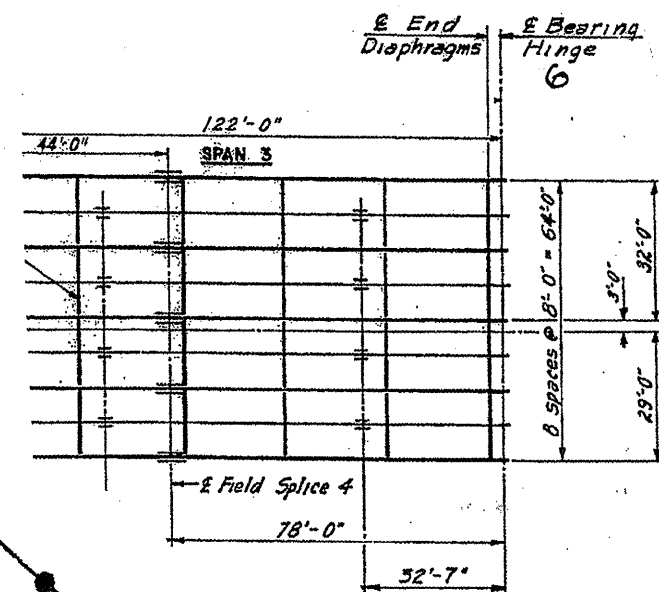 ℄ End
Diaphragms
℄ Bearing
Hinge
6
122'-0"
44'-0"
SPAN 3
8 spaces @ 8'-0" = 64'-0"
32'-0"
3'-0"
29'-0"
℄ Field Splice 4
78'-0"
32'-7"